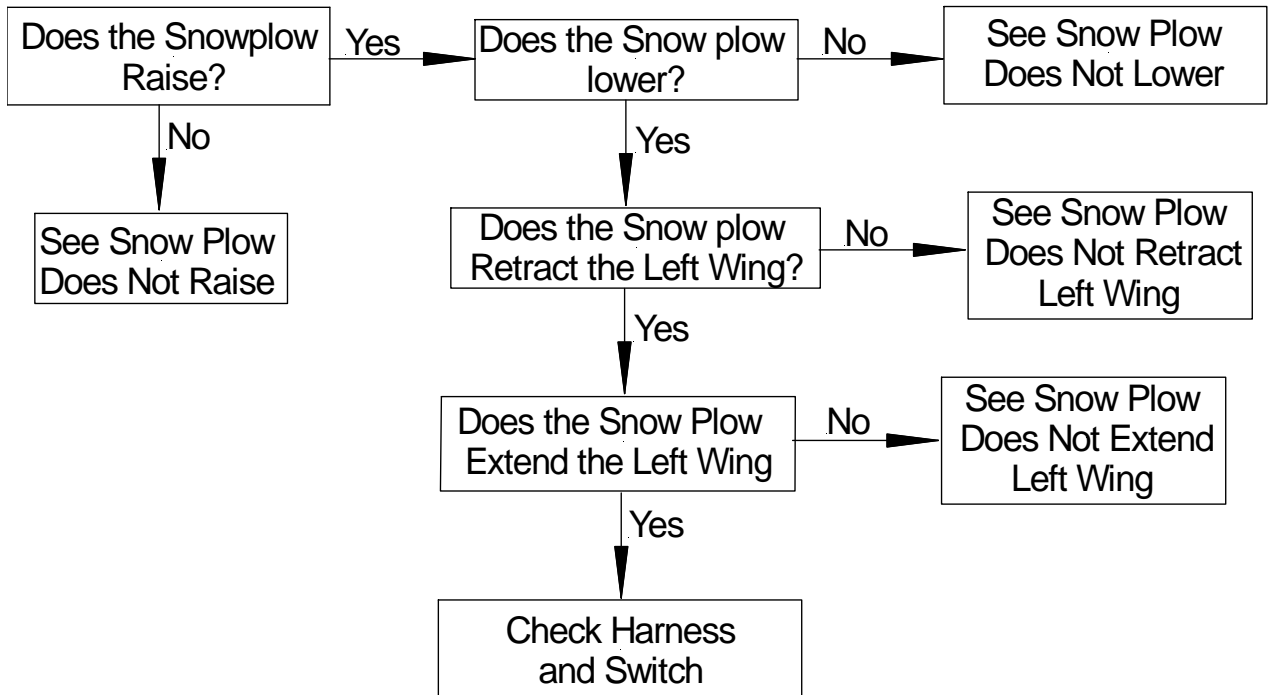 Does the Snowplow
Raise?
Yes
Does the Snow plow
lower?
No
See Snow Plow
Does Not Lower
No
Yes
See Snow Plow
Does Not Raise
Does the Snow plow
Retract the Left Wing?
No
See Snow Plow
Does Not Retract
Left Wing
Yes
Does the Snow Plow
Extend the Left Wing
No
See Snow Plow
Does Not Extend
Left Wing
Yes
Check Harness
and Switch